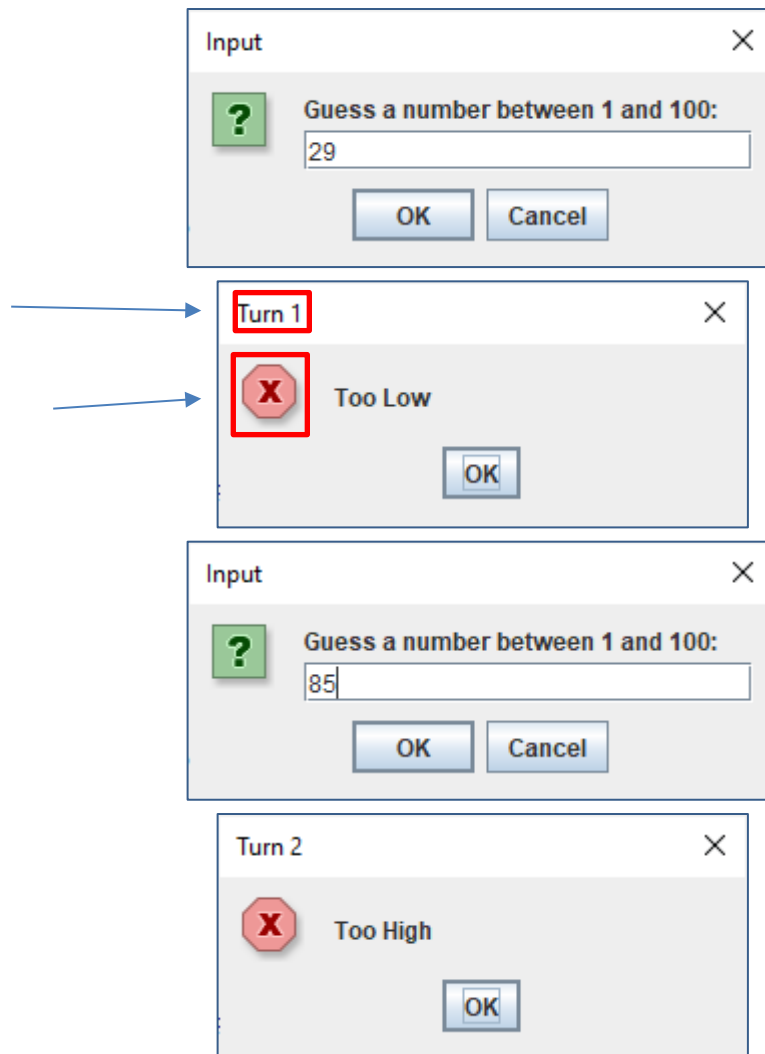 Input
? Guess a number between 1 and 100:
29
OK Cancel
Turn 1
X Too Low
OK
Input
? Guess a number between 1 and 100:
85
OK Cancel
Turn 2
X Too High
OK